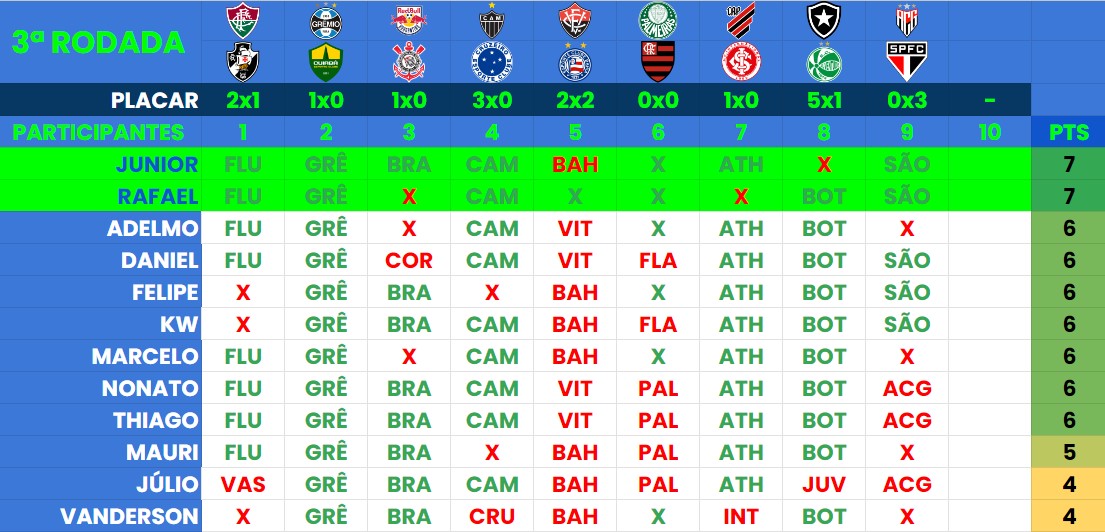 3ª RODADA
PLACAR 2x1 1x0 1x0 3x0 2x2 0x0 1x0 5x1 0x3 -
PARTICIPANTES 1 2 3 4 5 6 7 8 9 10 PTS
JUNIOR FLU GRÊ BRA CAM BAH X ATH X SÃO 7
RAFAEL FLU GRÊ X CAM X X X BOT SÃO 7
ADELMO FLU GRÊ X CAM VIT X ATH BOT X 6
DANIEL FLU GRÊ COR CAM VIT FLA ATH BOT SÃO 6
FELIPE X GRÊ BRA X BAH X ATH BOT SÃO 6
KW X GRÊ BRA CAM BAH FLA ATH BOT SÃO 6
MARCELO FLU GRÊ X CAM BAH X ATH BOT X 6
NONATO FLU GRÊ BRA CAM VIT PAL ATH BOT ACG 6
THIAGO FLU GRÊ BRA CAM VIT PAL ATH BOT ACG 6
MAURI FLU GRÊ BRA X BAH PAL ATH BOT X 5
JÚLIO VAS GRÊ BRA CAM BAH PAL ATH JUV ACG 4
VANDERSON X GRÊ BRA CRU BAH X INT BOT X 4